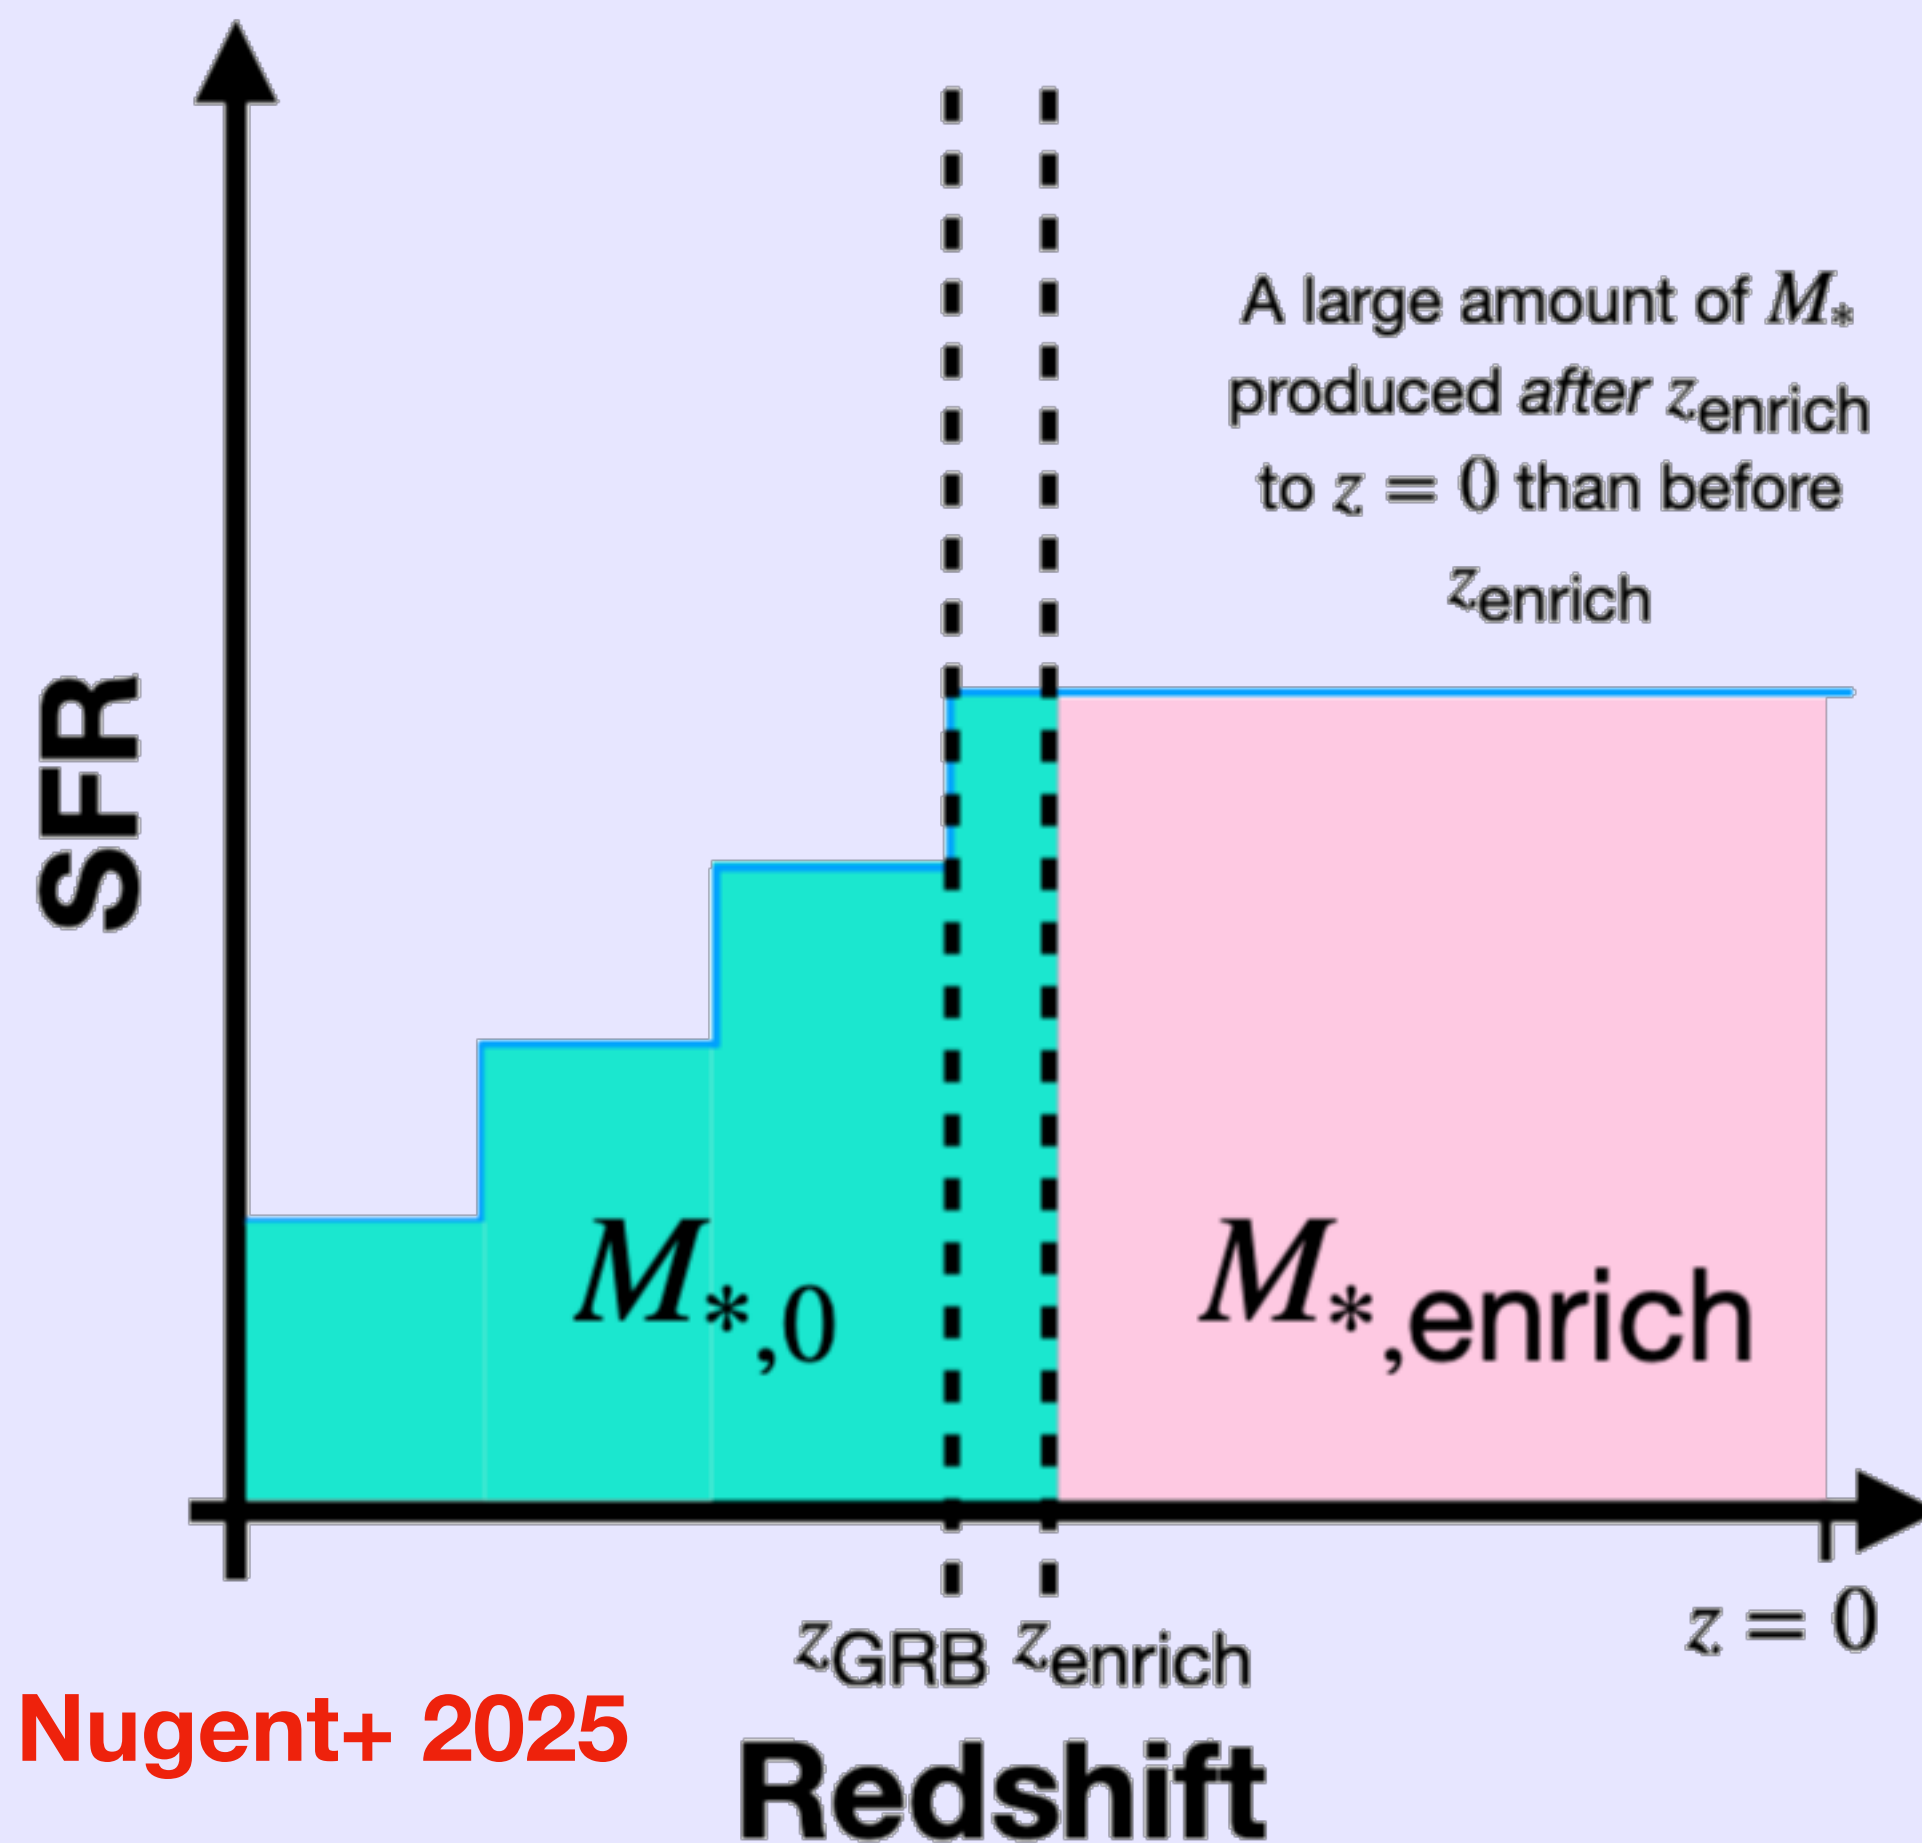 A large amount of M*
produced after zenrich
to z = 0 than before
zenrich
SFR
M*,0
M*,enrich
zGRB zenrich
z = 0
Nugent+ 2025
Redshift